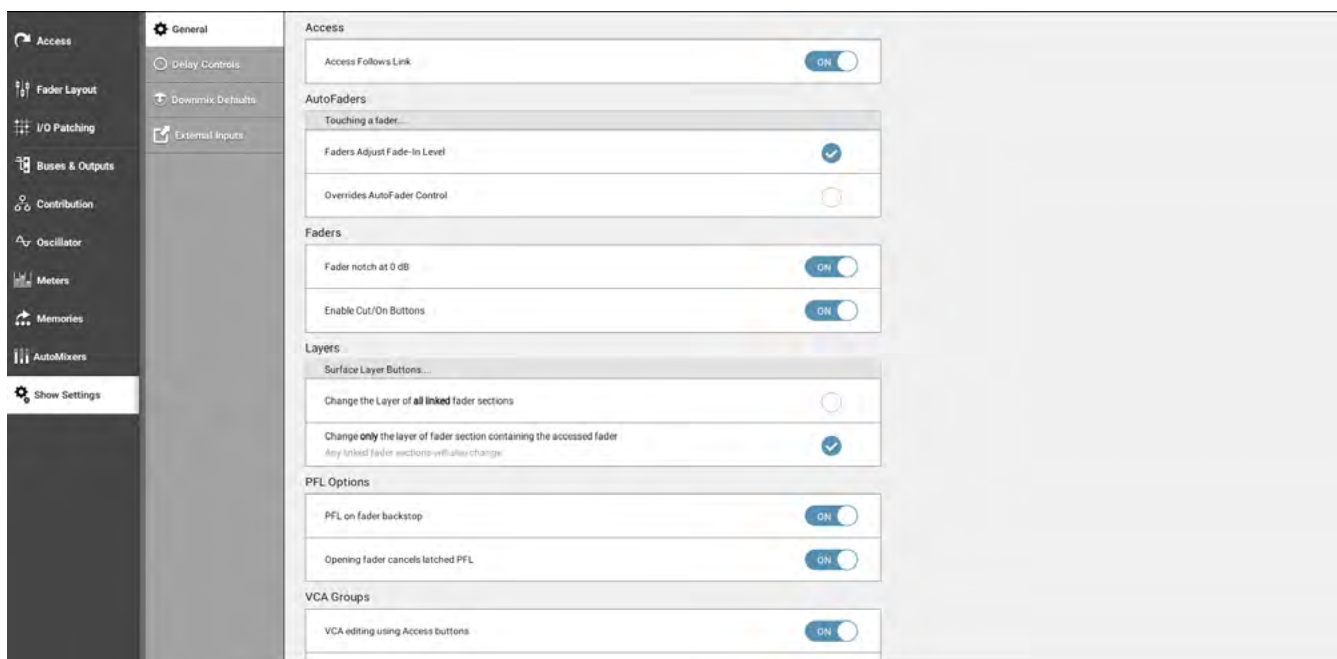 Access
Fader Layout
I/O Patching
Buses & Outputs
Contribution
Oscillator
Meters
Memories
AutoMixers
Show Settings
General
Delay Controls
Downmix Defaults
External Inputs
Access
Access Follows Link
ON
AutoFaders
Touching a fader....
Faders Adjust Fade-In Level
Overrides AutoFader Control
Faders
Fader notch at 0 dB
ON
Enable Cut/On Buttons
ON
Layers
Surface Layer Buttons....
Change the Layer of all linked fader sections
Change only the layer of fader section containing the accessed fader
Any linked fader sections will also change
PFL Options
PFL on fader backstop
ON
Opening fader cancels latched PFL
ON
VCA Groups
VCA editing using Access buttons
ON